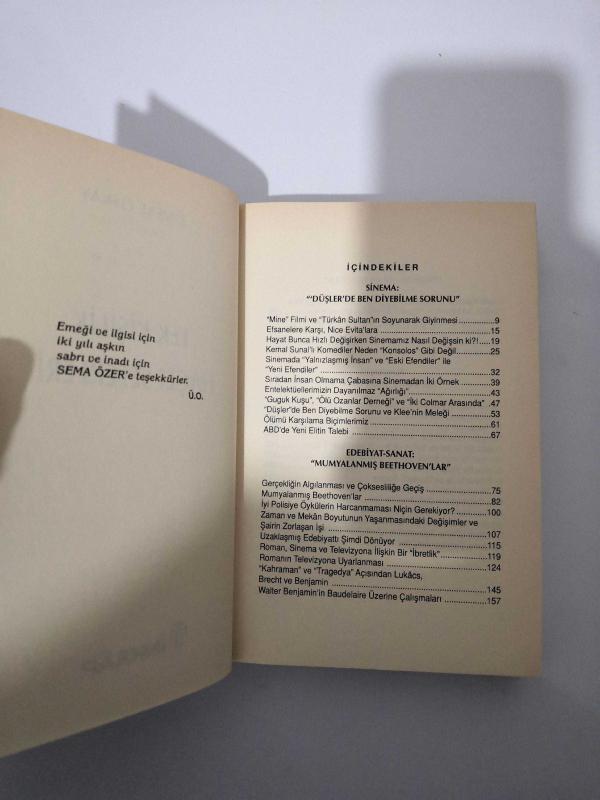 Emeği ve ilgisi için
iki yılı aşkın
sabrı ve inadı için
SEMA ÖZER'e teşekkürler.
Ü.O.
İÇİNDEKİLER
SİNEMA:
"'DÜŞLER'DE BEN DİYEBİLME SORUNU"
"Mine" Filmi ve "Türkân Sultan"ın Soyunarak Giyinmesi .............9
Efsanelere Karşı, Nice Evita'lara ..........................................15
Hayat Bunca Hızlı Değişirken Sinemamız Nasıl Değişsin ki?! .....19
Kemal Sunal'lı Komediler Neden "Konsolos" Gibi Değil ...........25
Sinemada "Yalnızlaşmış İnsan" ve "Eski Efendiler" ile
"Yeni Efendiler" .......................................................32
Sıradan İnsan Olmama Çabasına Sinemadan İki Örnek ............39
Entelektüellerimizin Dayanılmaz "Ağırlığı" ...........................43
"Guguk Kuşu", "Ölü Ozanlar Derneği" ve "İki Colmar Arasında" .47
"Düşler"de Ben Diyebilme Sorunu ve Klee'nin Meleği ..............53
Ölümü Karşılama Biçimlerimiz ............................................61
ABD'de Yeni Elitin Talebi ..................................................67
EDEBİYAT-SANAT:
"MUMYALANMIŞ BEETHOVEN'LAR"
Gerçekliğin Algılanması ve Çoksesliliğe Geçiş .......................75
Mumyalanmış Beethoven'lar ...............................................82
İyi Polisiye Öykülerin Harcanmaması Niçin Gerekiyor? ..........100
Zaman ve Mekân Boyutunun Yaşanmasındaki Değişimler ve
Şairin Zorlaşan İşi .....................................................107
Uzaklaşmış Edebiyattı Şimdi Dönüyor .................................115
Roman, Sinema ve Televizyona İlişkin Bir "İbretlik" ..............119
Romanın Televizyona Uyarlanması .....................................124
"Kahraman" ve "Tragedya" Açısından Lukâcs,
Brecht ve Benjamin ....................................................145
Walter Benjamin'in Baudelaire Üzerine Çalışmaları ................157